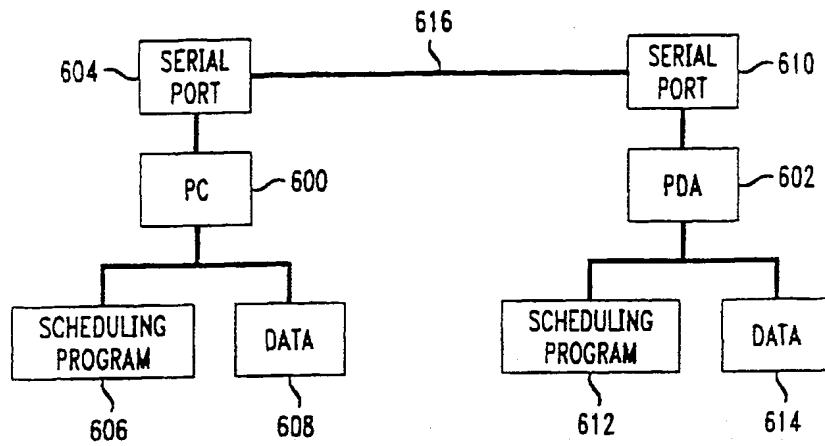 616
604
SERIAL
PORT
SERIAL
PORT
610
PC
600
PDA
602
SCHEDULING
PROGRAM
DATA
SCHEDULING
PROGRAM
DATA
606
608
612
614